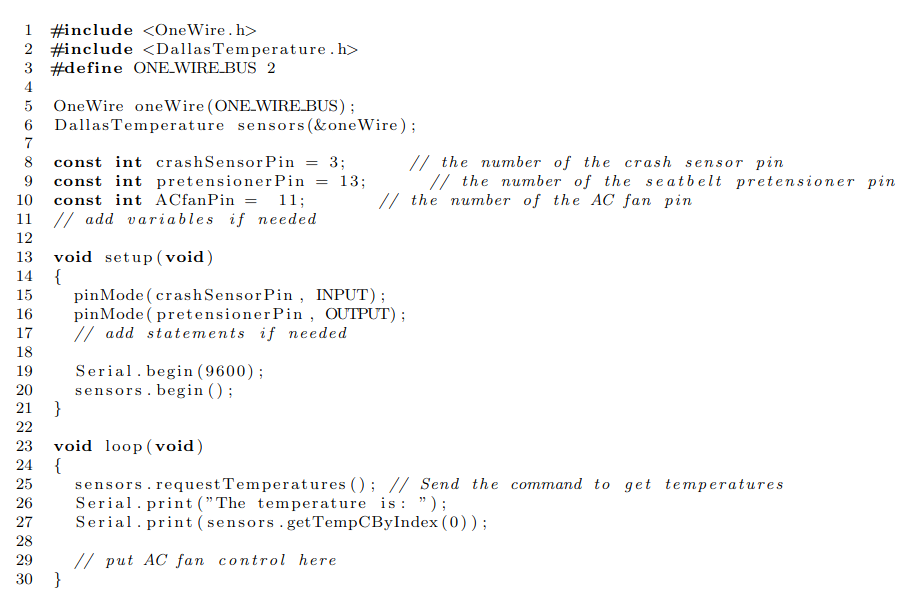 1 #include <OneWire.h>
2 #include <DallasTemperature.h>
3 #define ONE_WIRE_BUS 2
4
5 OneWire oneWire(ONE_WIRE_BUS);
6 DallasTemperature sensors(&oneWire);
7
8 const int crashSensorPin = 3; // the number of the crash sensor pin
9 const int pretensionerPin = 13; // the number of the seatbelt pretensioner pin
10 const int ACfanPin = 11; // the number of the AC fan pin
11 // add variables if needed
12
13 void setup(void)
14 {
15 pinMode(crashSensorPin, INPUT);
16 pinMode(pretensionerPin, OUTPUT);
17 // add statements if needed
18
19 Serial.begin(9600);
20 sensors.begin();
21 }
22
23 void loop(void)
24 {
25 sensors.requestTemperatures(); // Send the command to get temperatures
26 Serial.print("The temperature is: ");
27 Serial.print(sensors.getTempCByIndex(0));
28
29 // put AC fan control here
30 }